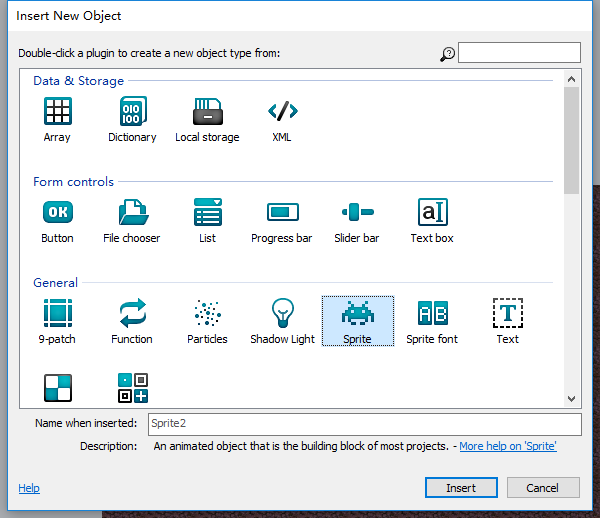 Insert New Object
Double-click a plugin to create a new object type from:
Data & Storage
Array Dictionary Local storage XML
Form controls
OK
aI
Button File chooser List Progress bar Slider bar Text box
General
AB T
9-patch Function Particles Shadow Light Sprite Sprite font Text
Name when inserted: Sprite2
Description: An animated object that is the building block of most projects. - More help on 'Sprite'
Help Insert Cancel